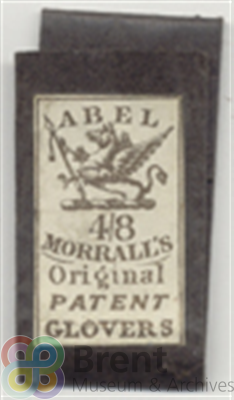 ABEL
4/8
MORRALL'S
Original
PATENT
GLOVERS
Brent
Museum & Archives